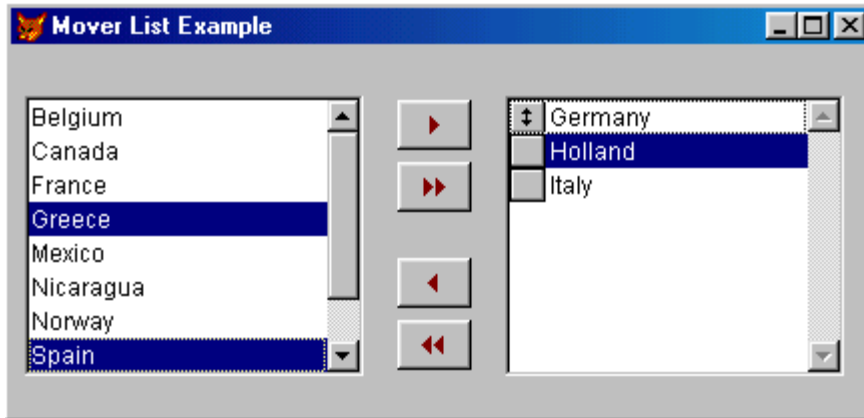 Mover List Example
Belgium
Canada
France
Greece
Mexico
Nicaragua
Norway
Spain
Germany
Holland
Italy